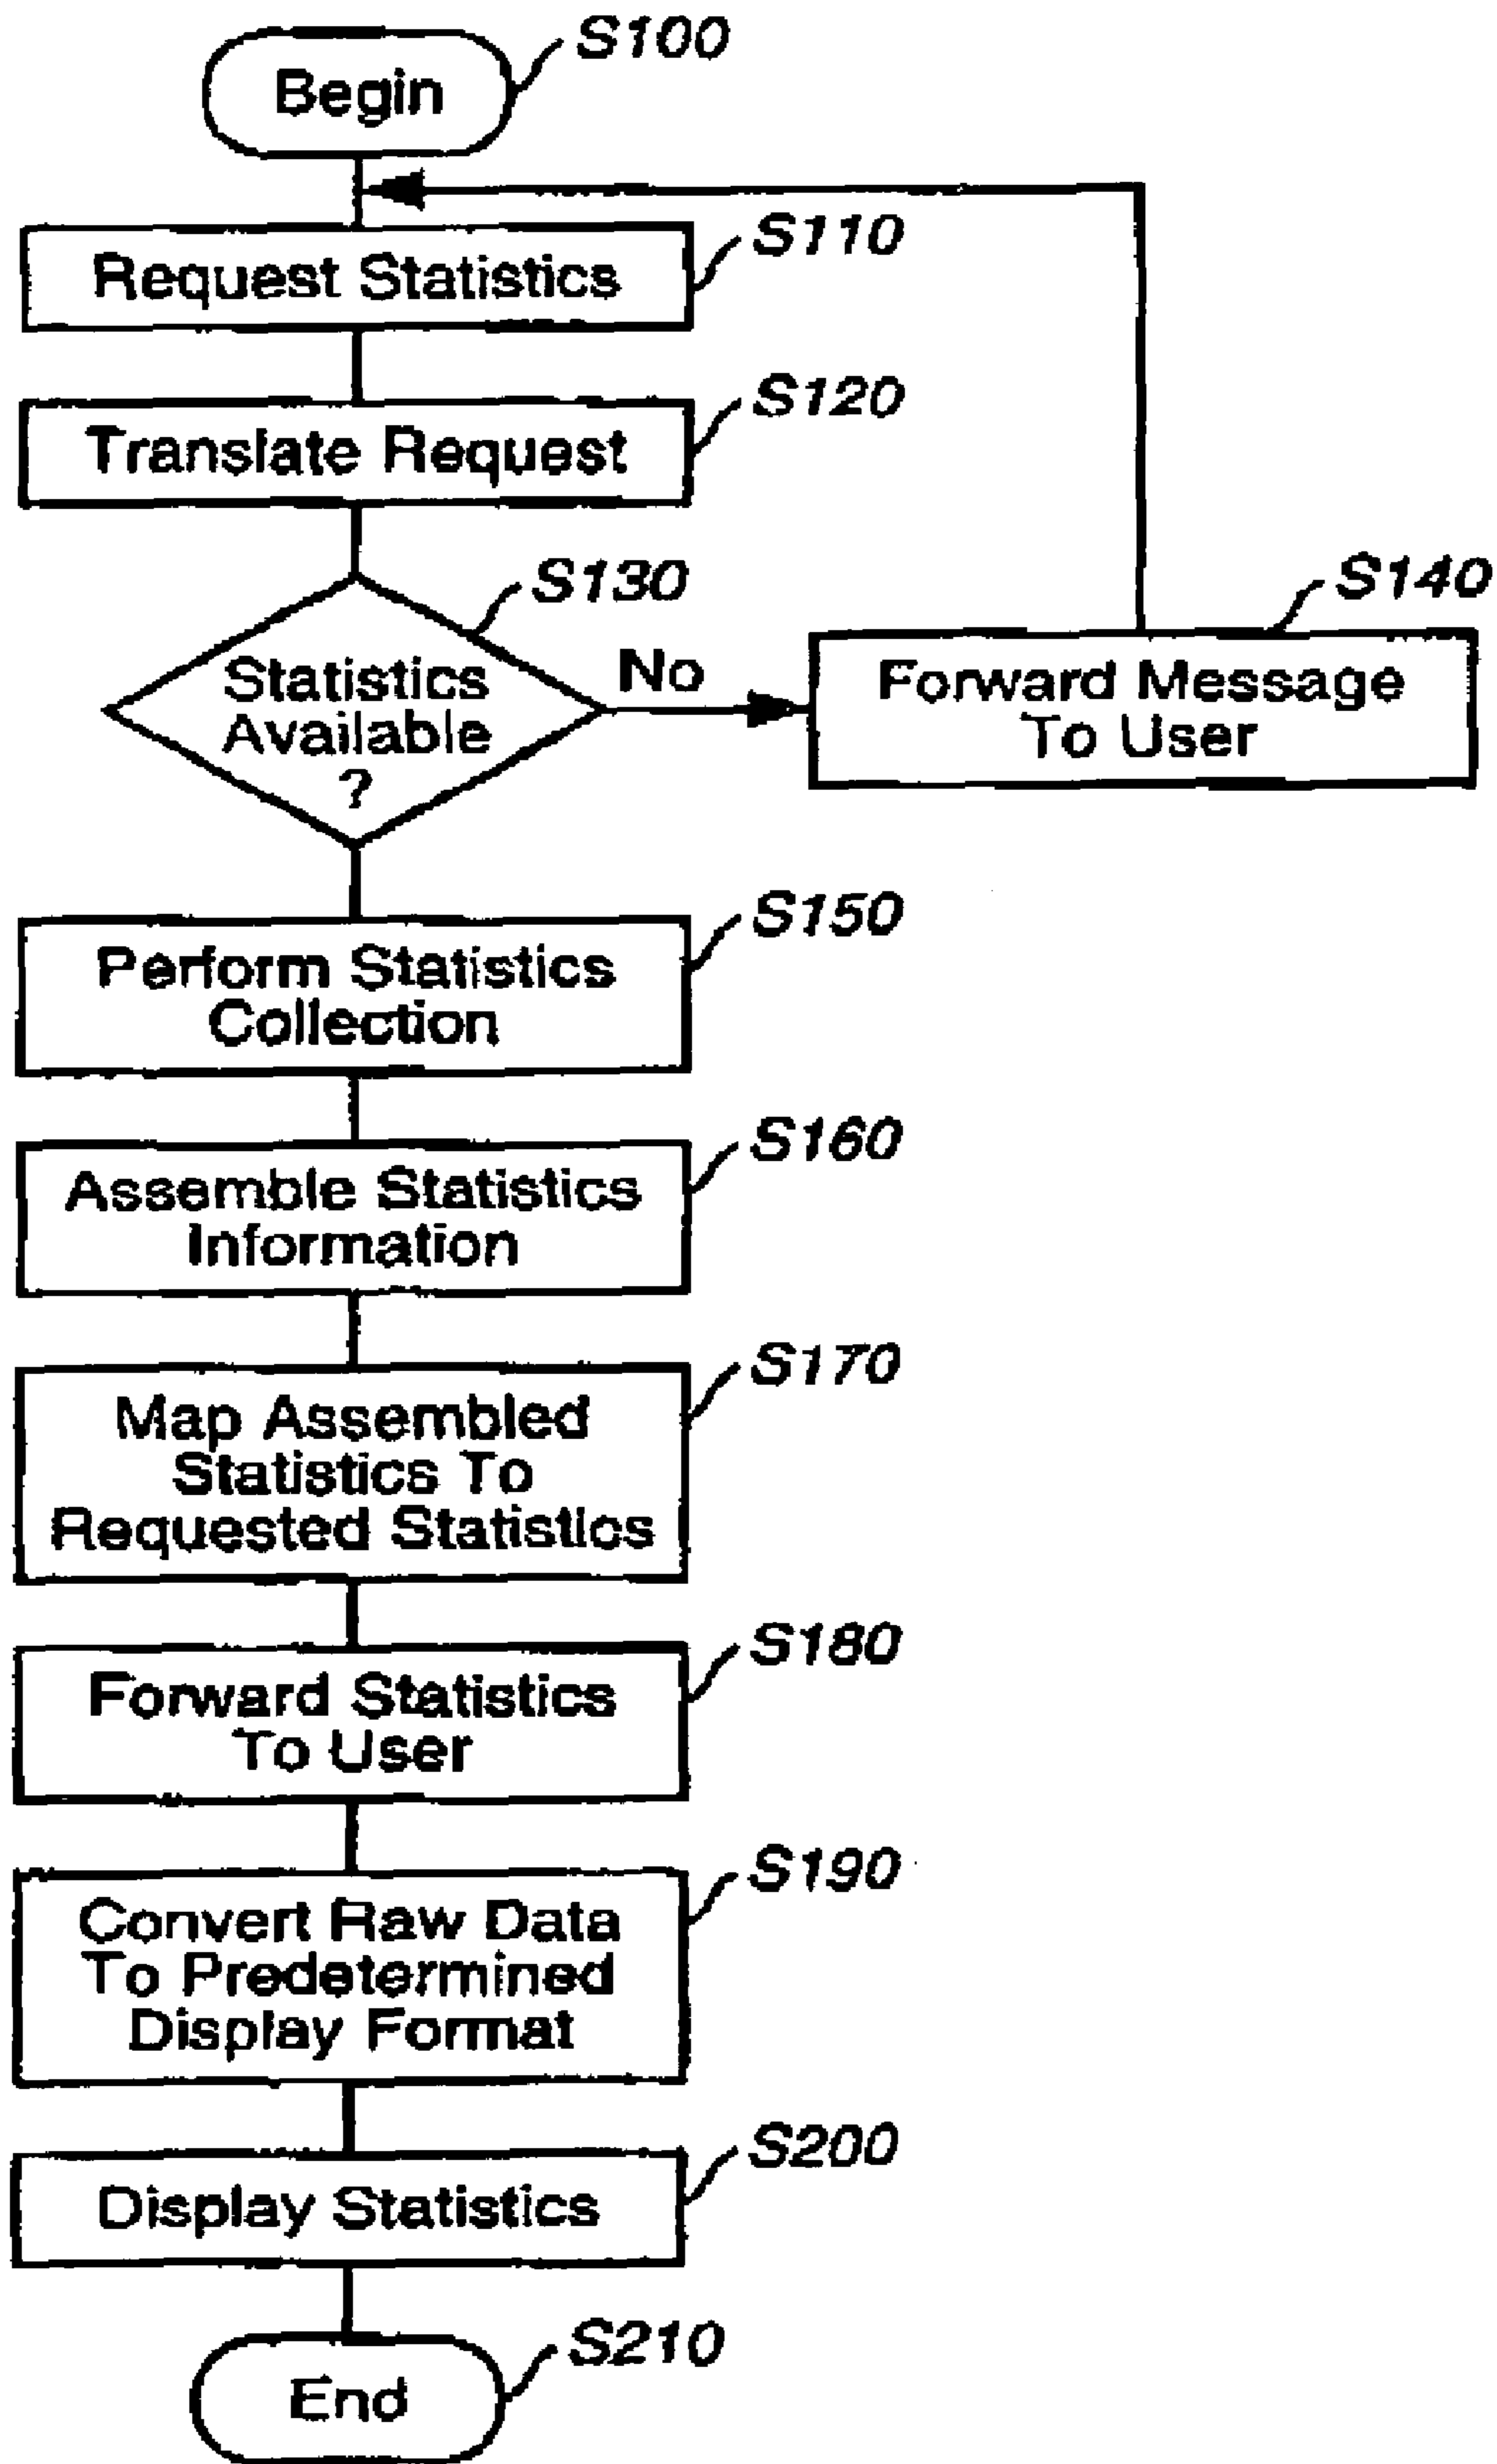 Begin
S100
Request Statistics
S110
Translate Request
S120
Statistics
Available
?
S130
No
Forward Message
To User
S140
Perform Statistics
Collection
S150
Assemble Statistics
Information
S160
Map Assembled
Statistics To
Requested Statistics
S170
Forward Statistics
To User
S180
Convert Raw Data
To Predetermined
Display Format
S190
Display Statistics
S200
End
S210